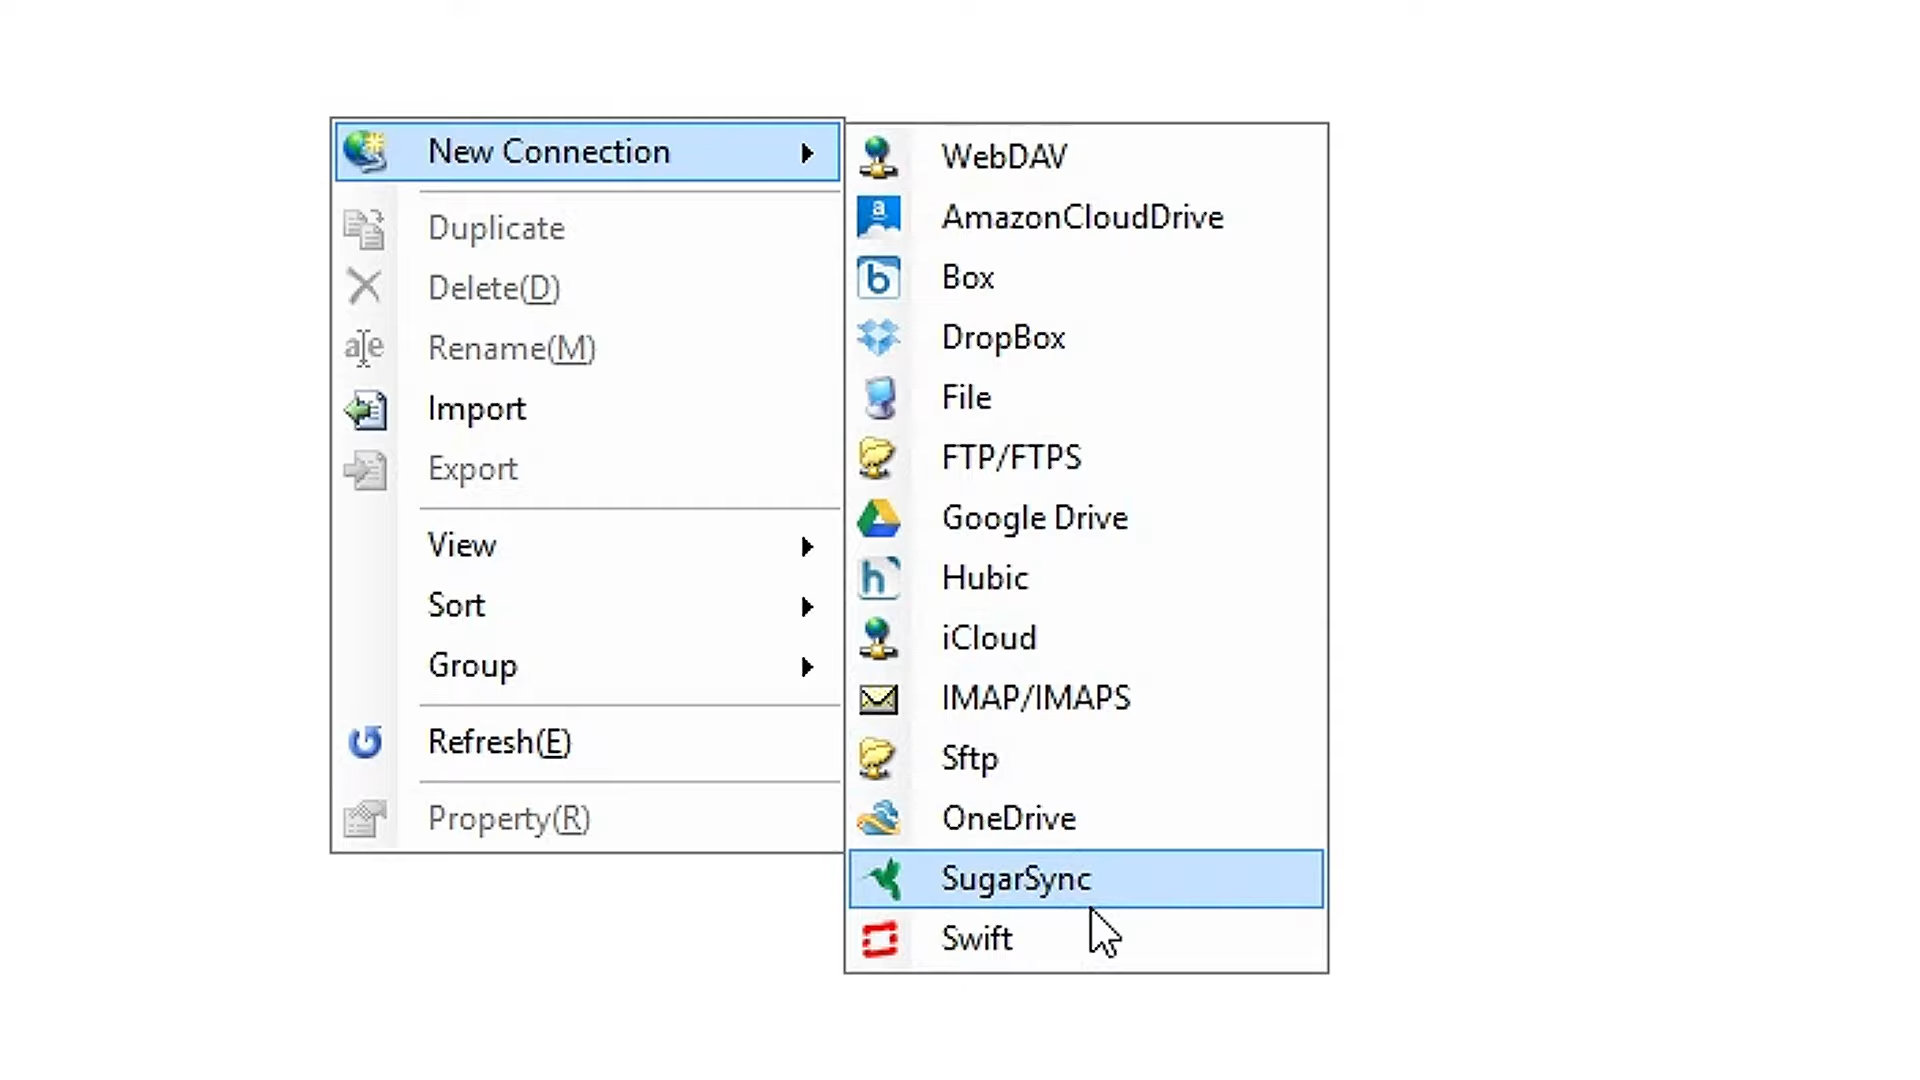 New Connection
Duplicate
Delete(D)
Rename(M)
Import
Export
View
Sort
Group
Refresh(E)
Property(R)
WebDAV
AmazonCloudDrive
Box
DropBox
File
FTP/FTPS
Google Drive
Hubic
iCloud
IMAP/IMAPS
Sftp
OneDrive
SugarSync
Swift